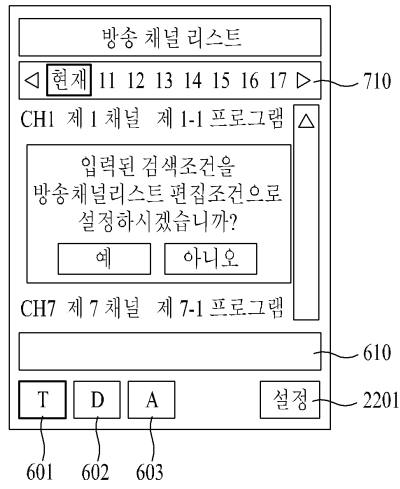 방송 채널 리스트
◁ 현재 11 12 13 14 15 16 17 ▷ 710
CH1 제 1 채널 제 1-1 프로그램 △
입력된 검색조건을
방송채널리스트 편집조건으로
설정하시겠습니까?
예 아니오
CH7 제 7 채널 제 7-1 프로그램
610
T D A 설정 2201
601 602 603